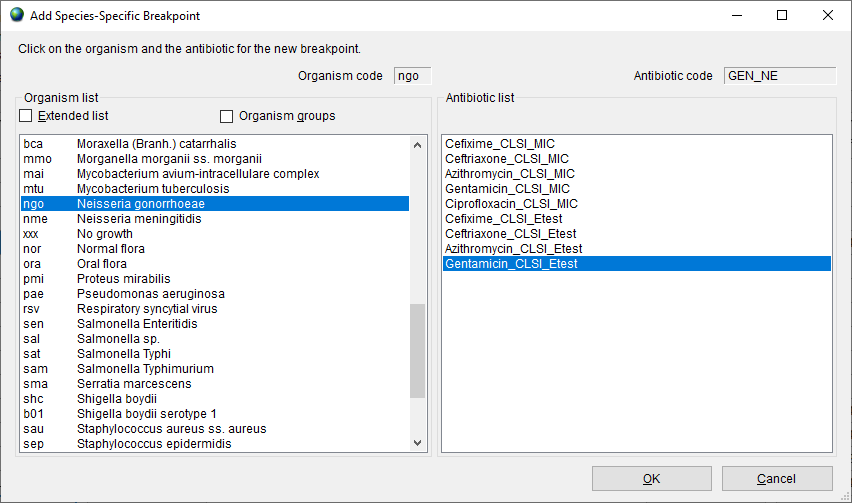 Add Species-Specific Breakpoint
Click on the organism and the antibiotic for the new breakpoint.
Organism code ngo
Antibiotic code GEN_NE
Organism list
Extended list
Organism groups
bca Moraxella (Branh.) catarrhalis
mmo Morganella morganii ss. morganii
mai Mycobacterium avium-intracellulare complex
mtu Mycobacterium tuberculosis
ngo Neisseria gonorrhoeae
nme Neisseria meningitidis
xxx No growth
nor Normal flora
ora Oral flora
pmi Proteus mirabilis
pae Pseudomonas aeruginosa
rsv Respiratory syncytial virus
sen Salmonella Enteritidis
sal Salmonella sp.
sat Salmonella Typhi
sam Salmonella Typhimurium
sma Serratia marcescens
shc Shigella boydii
b01 Shigella boydii serotype 1
sau Staphylococcus aureus ss. aureus
sep Staphylococcus epidermidis
Antibiotic list
Cefixime_CLSI_MIC
Ceftriaxone_CLSI_MIC
Azithromycin_CLSI_MIC
Gentamicin_CLSI_MIC
Ciprofloxacin_CLSI_MIC
Cefixime_CLSI_Etest
Ceftriaxone_CLSI_Etest
Azithromycin_CLSI_Etest
Gentamicin_CLSI_Etest
OK
Cancel